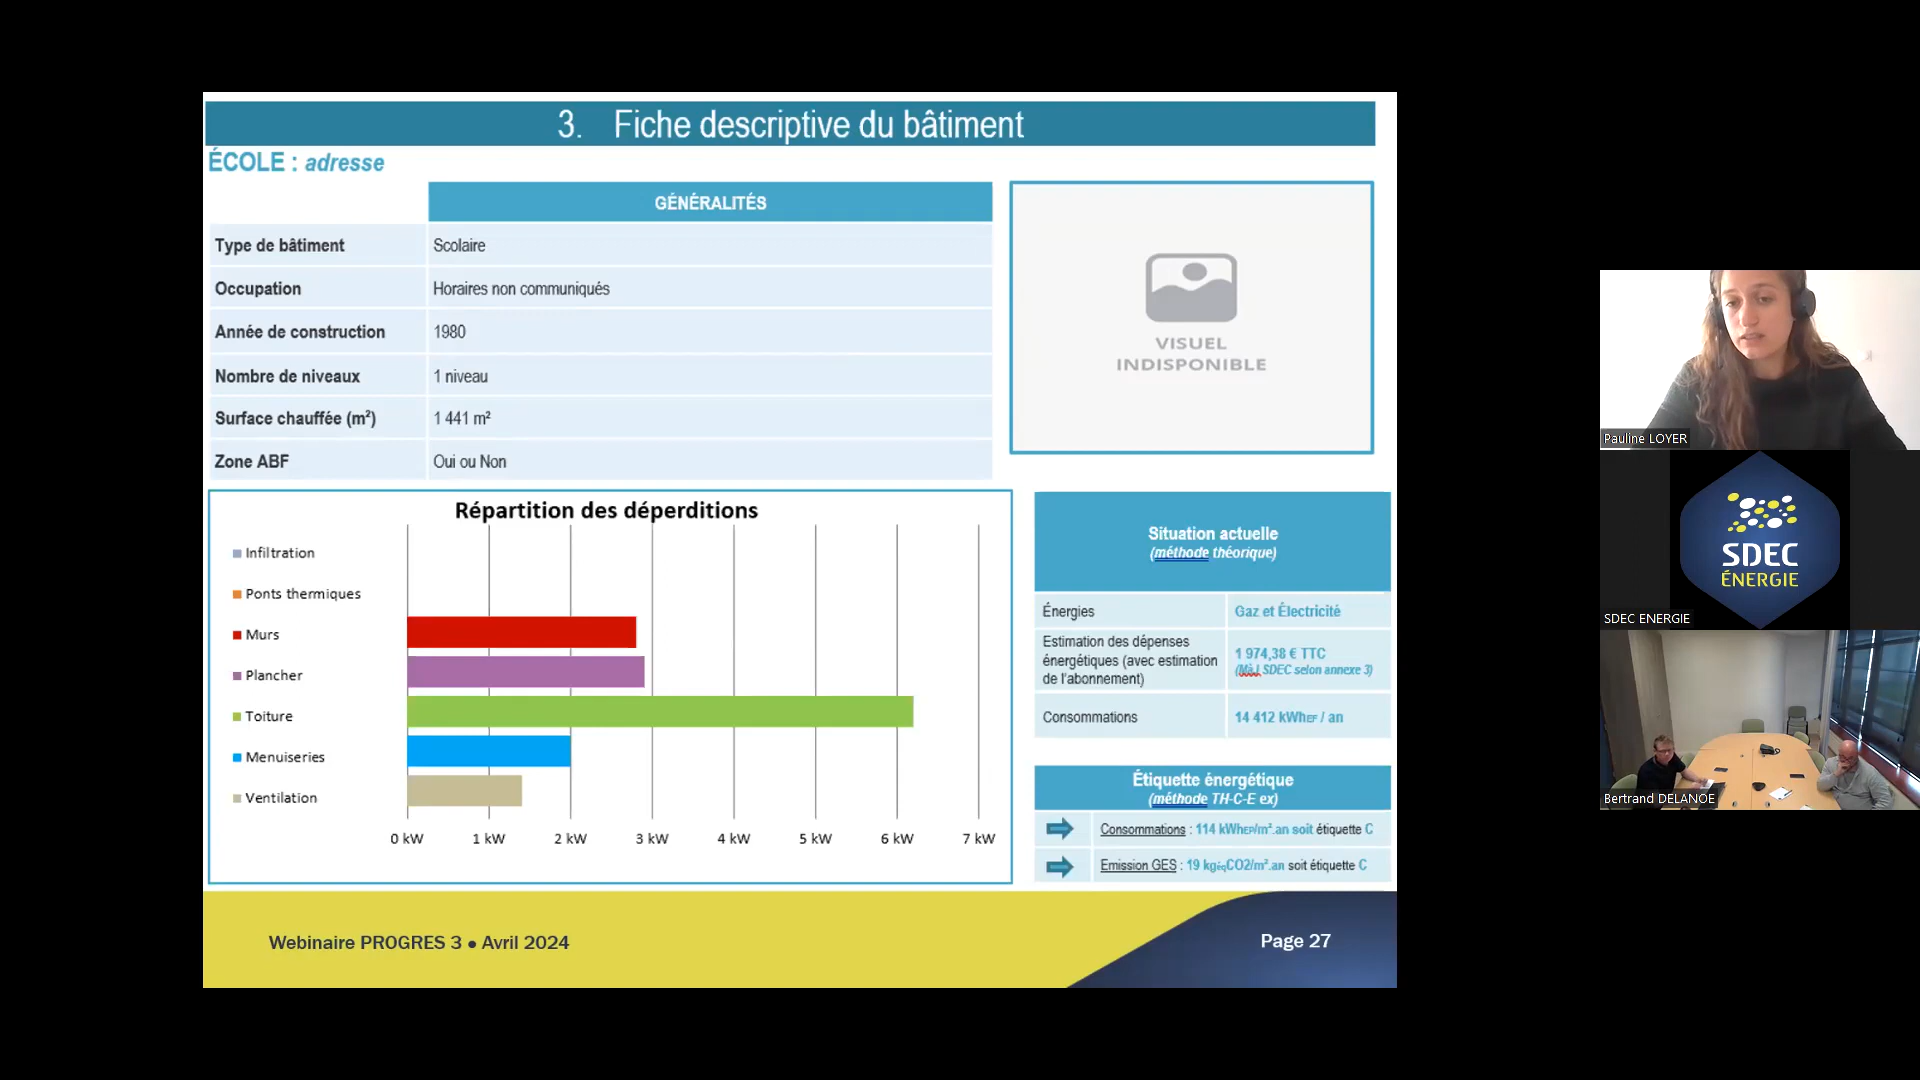 3. Fiche descriptive du bâtiment
ÉCOLE : adresse
GÉNÉRALITÉS
Type de bâtiment Scolaire
Occupation Horaires non communiqués
Année de construction 1980
Nombre de niveaux 1 niveau
Surface chauffée (m²) 1 441 m²
Zone ABF Oui ou Non
VISUEL
INDISPONIBLE
Répartition des déperditions
Infiltration
Ponts thermiques
Murs
Plancher
Toiture
Menuiseries
Ventilation
0 kW 1 kW 2 kW 3 kW 4 kW 5 kW 6 kW 7 kW
Situation actuelle
(méthode théorique)
Énergies Gaz et Électricité
Estimation des dépenses
énergétiques (avec estimation
de l'abonnement)
1 974,38 € TTC
(MàJ SDEC selon annexe 3)
Consommations 14 412 kWhEF / an
Étiquette énergétique
(méthode TH-C-E ex)
Consommations : 114 kWhEP/m².an soit étiquette C
Emission GES : 19 kgéqCO2/m².an soit étiquette C
Webinaire PROGRES 3 ● Avril 2024
Page 27
Pauline LOYER
SDEC
ÉNERGIE
SDEC ENERGIE
Bertrand DELANOE